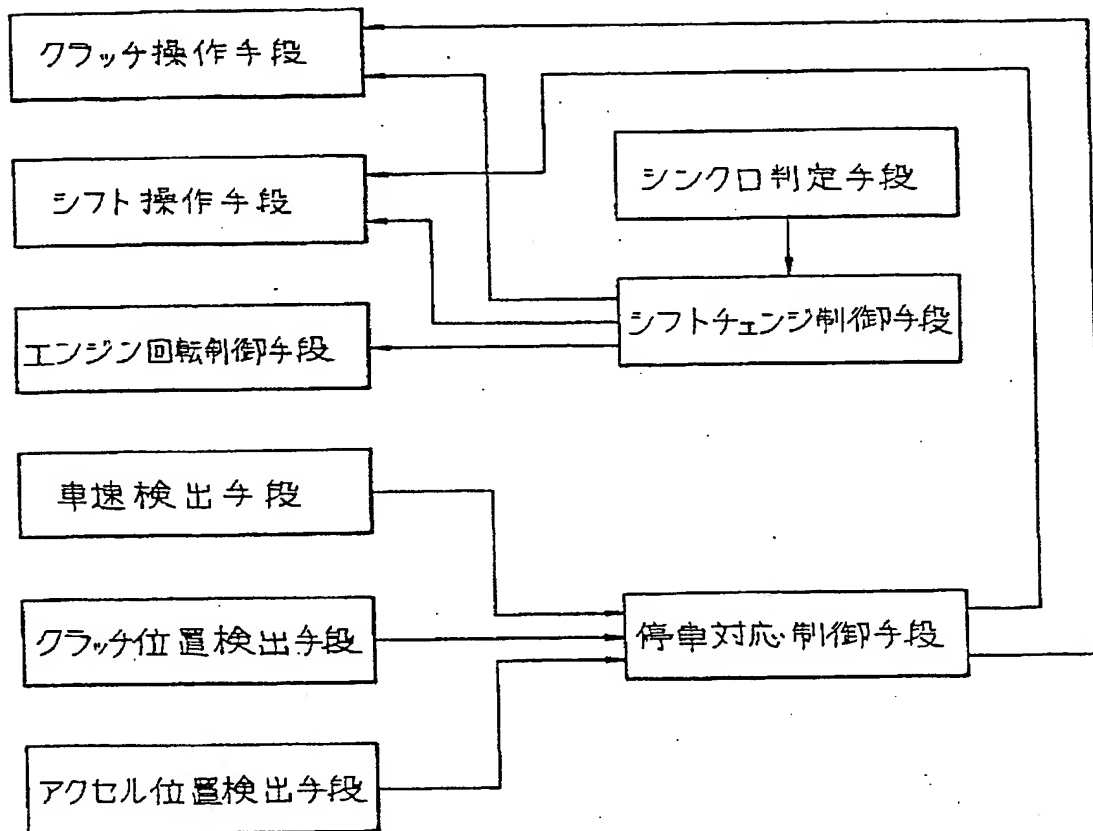 クラッチ操作手段
シフト操作手段
シンクロ判定手段
シフトチェンジ制御手段
エンジン回転制御手段
車速検出手段
クラッチ位置検出手段
停車対応制御手段
アクセル位置検出手段